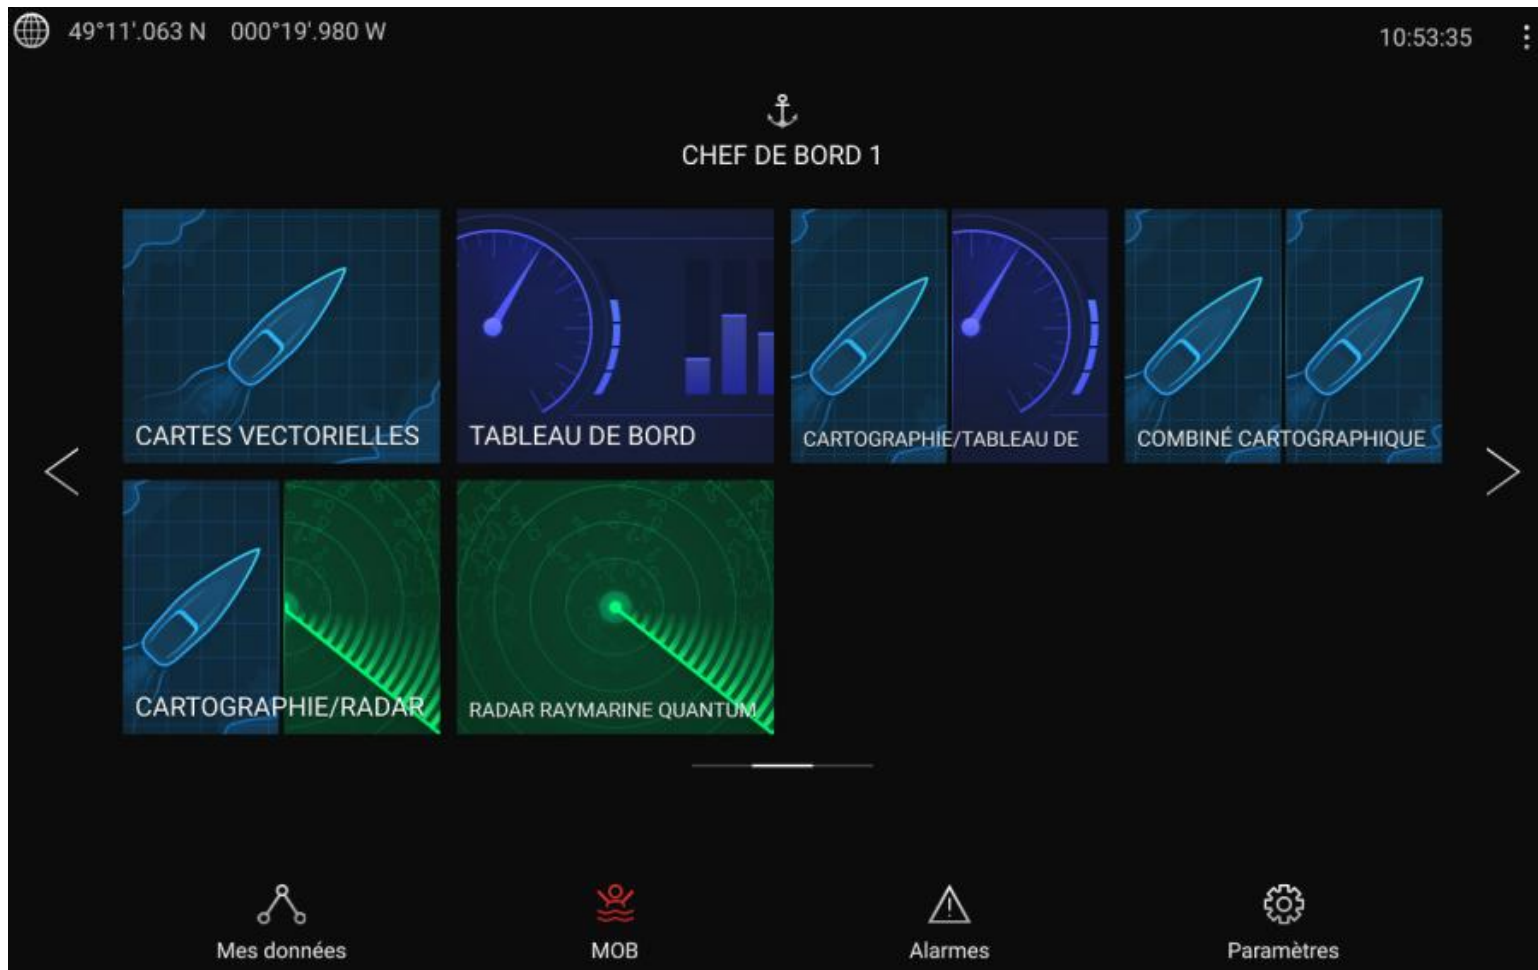 49°11'.063 N 000°19'.980 W
10:53:35
CHEF DE BORD 1
CARTES VECTORIELLES
TABLEAU DE BORD
CARTOGRAPHIE/TABLEAU DE
COMBINÉ CARTOGRAPHIQUE
CARTOGRAPHIE/RADAR
RADAR RAYMARINE QUANTUM
Mes données
MOB
Alarmes
Paramètres